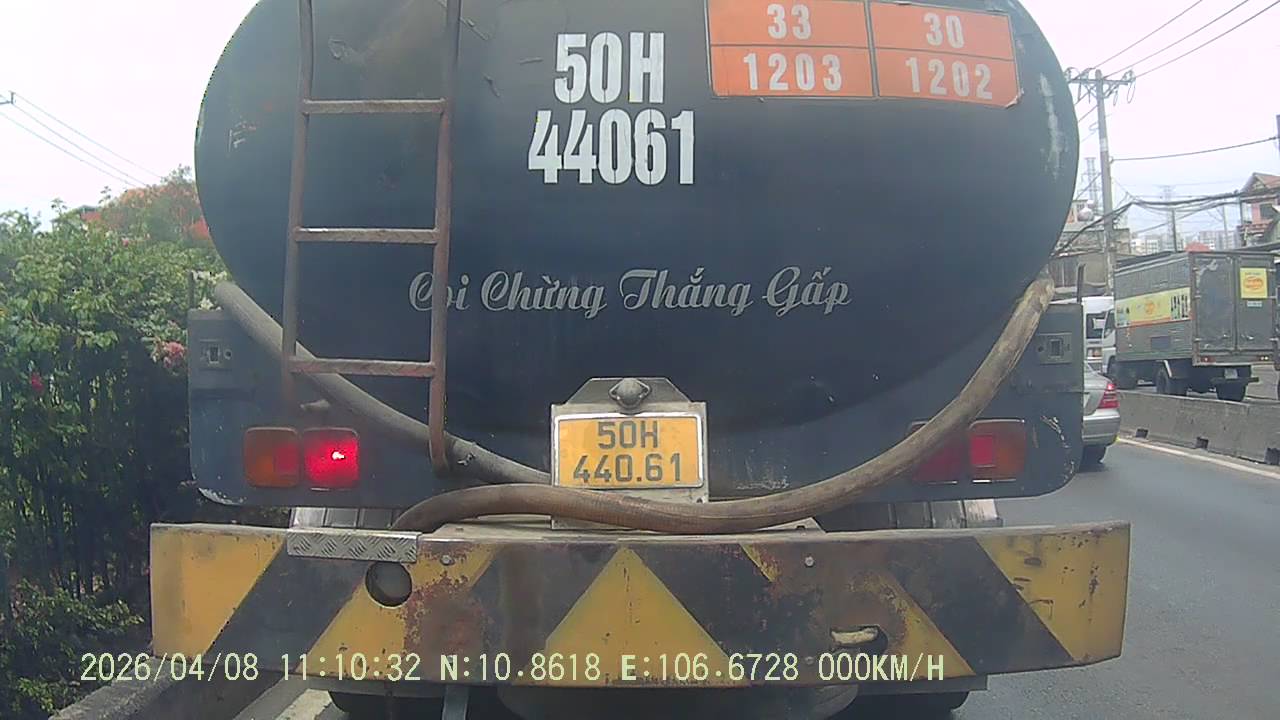 33
30
1203
1202
50H
44061
Coi Chừng Thắng Gấp
50H
440.61
2026/04/08 11:10:32 N:10.8618 E:106.6728 000KM/H